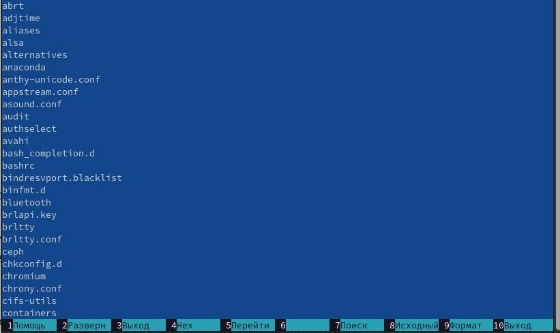 abrt
adjtime
aliases
alsa
alternatives
anaconda
anthy-unicode.conf
appstream.conf
asound.conf
audit
authselect
avahi
bash_completion.d
bashrc
bindresvport.blacklist
binfmt.d
bluetooth
brlapi.key
brltty
brltty.conf
ceph
chkconfig.d
chromium
chrony.conf
cifs-utils
containers
1Помощь 2Разверн 3Выход 4Hex 5Перейти 6 7Поиск 8Исходный 9Формат 10Выход